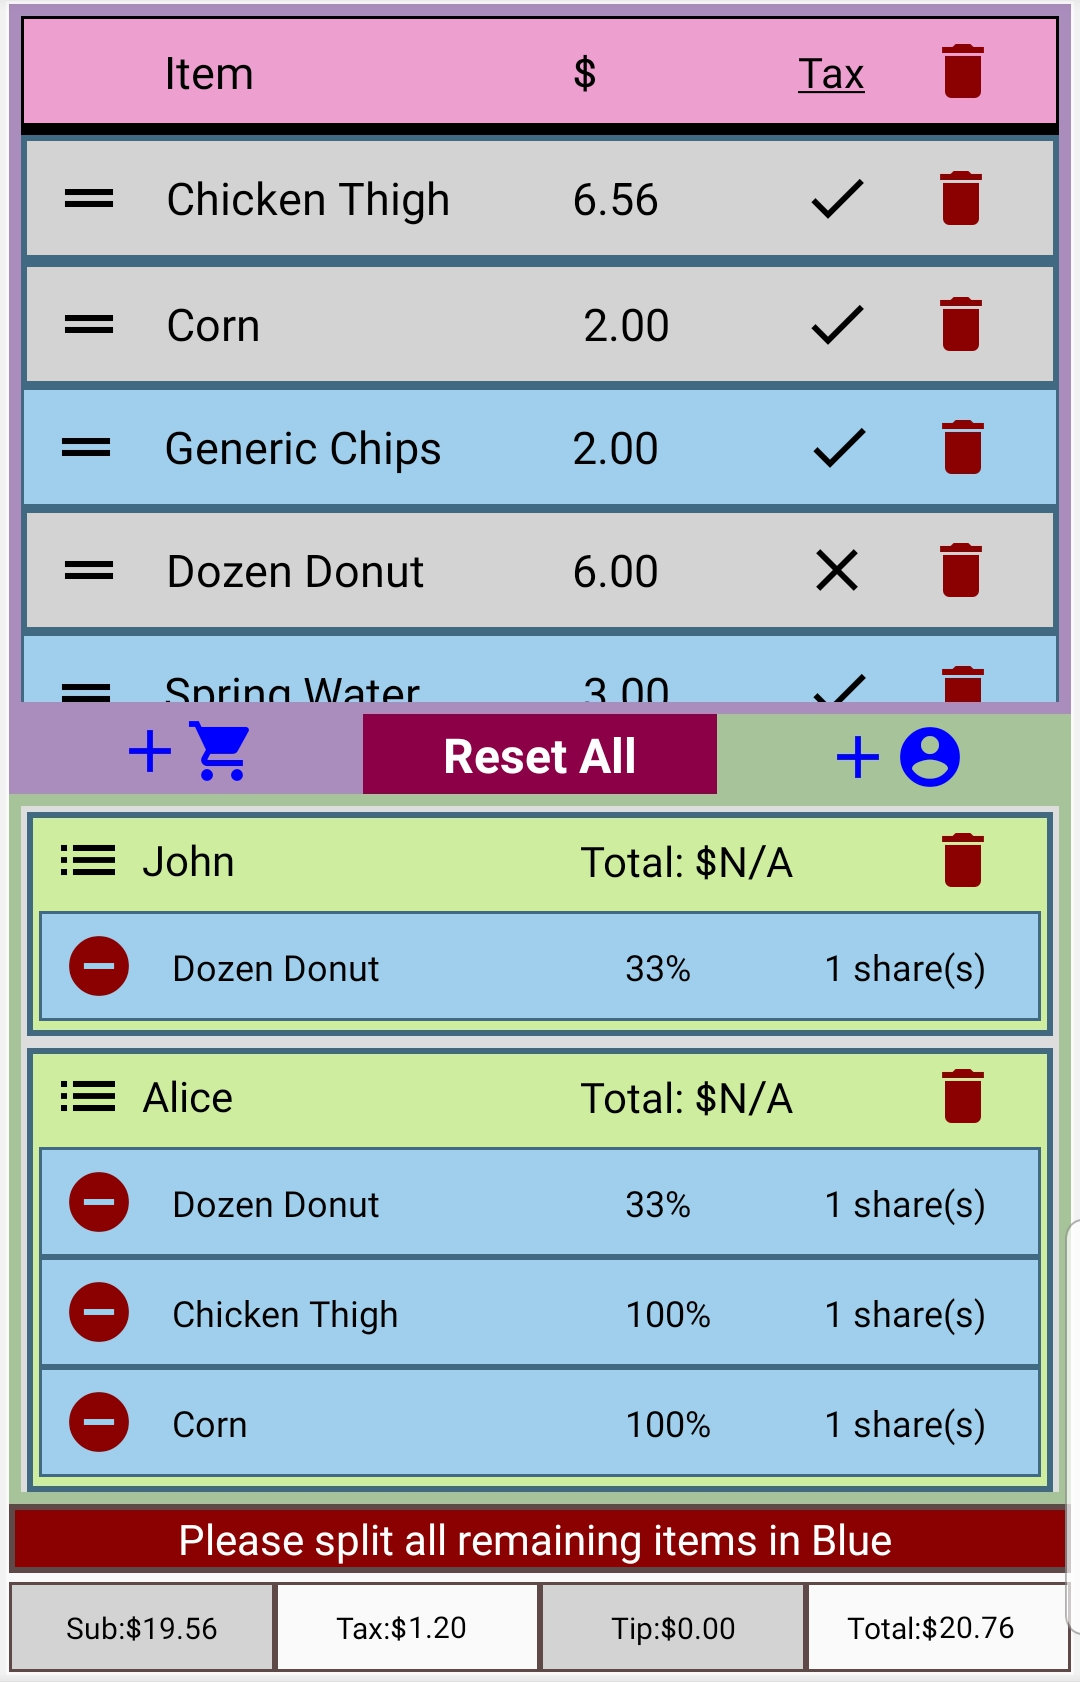 Item $ Tax
Chicken Thigh 6.56
Corn 2.00
Generic Chips 2.00
Dozen Donut 6.00
Spring Water 3.00
+ Reset All +
John Total: $N/A
Dozen Donut 33% 1 share(s)
Alice Total: $N/A
Dozen Donut 33% 1 share(s)
Chicken Thigh 100% 1 share(s)
Corn 100% 1 share(s)
Please split all remaining items in Blue
Sub:$19.56 Tax:$1.20 Tip:$0.00 Total:$20.76